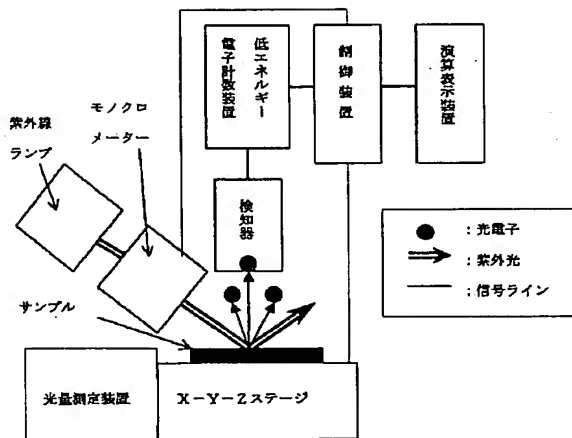 低エネルギー
電子計数装置
制御装置
演算表示装置
紫外線
ランプ
モノクロ
メーター
検知器
：光電子
：紫外光
：信号ライン
サンプル
光量測定装置
X－Y－Zステージ